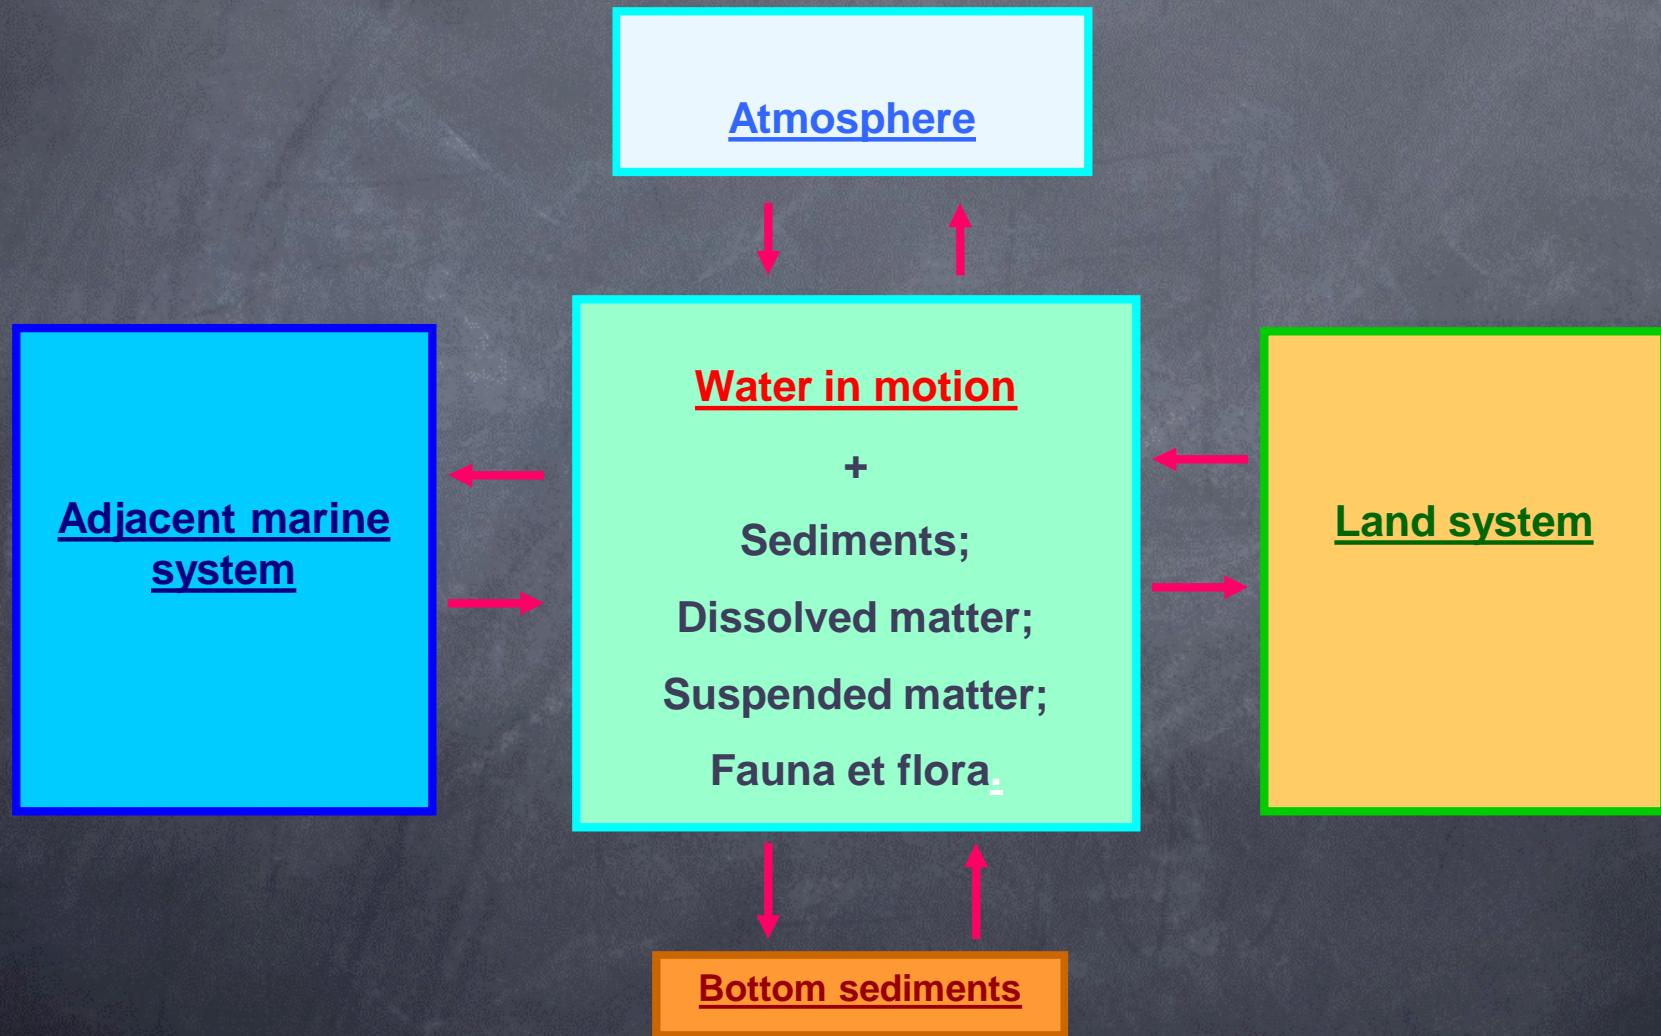 Atmosphere
Water in motion
+
Sediments;
Dissolved matter;
Suspended matter;
Fauna et flora.
Adjacent marine
system
Land system
Bottom sediments